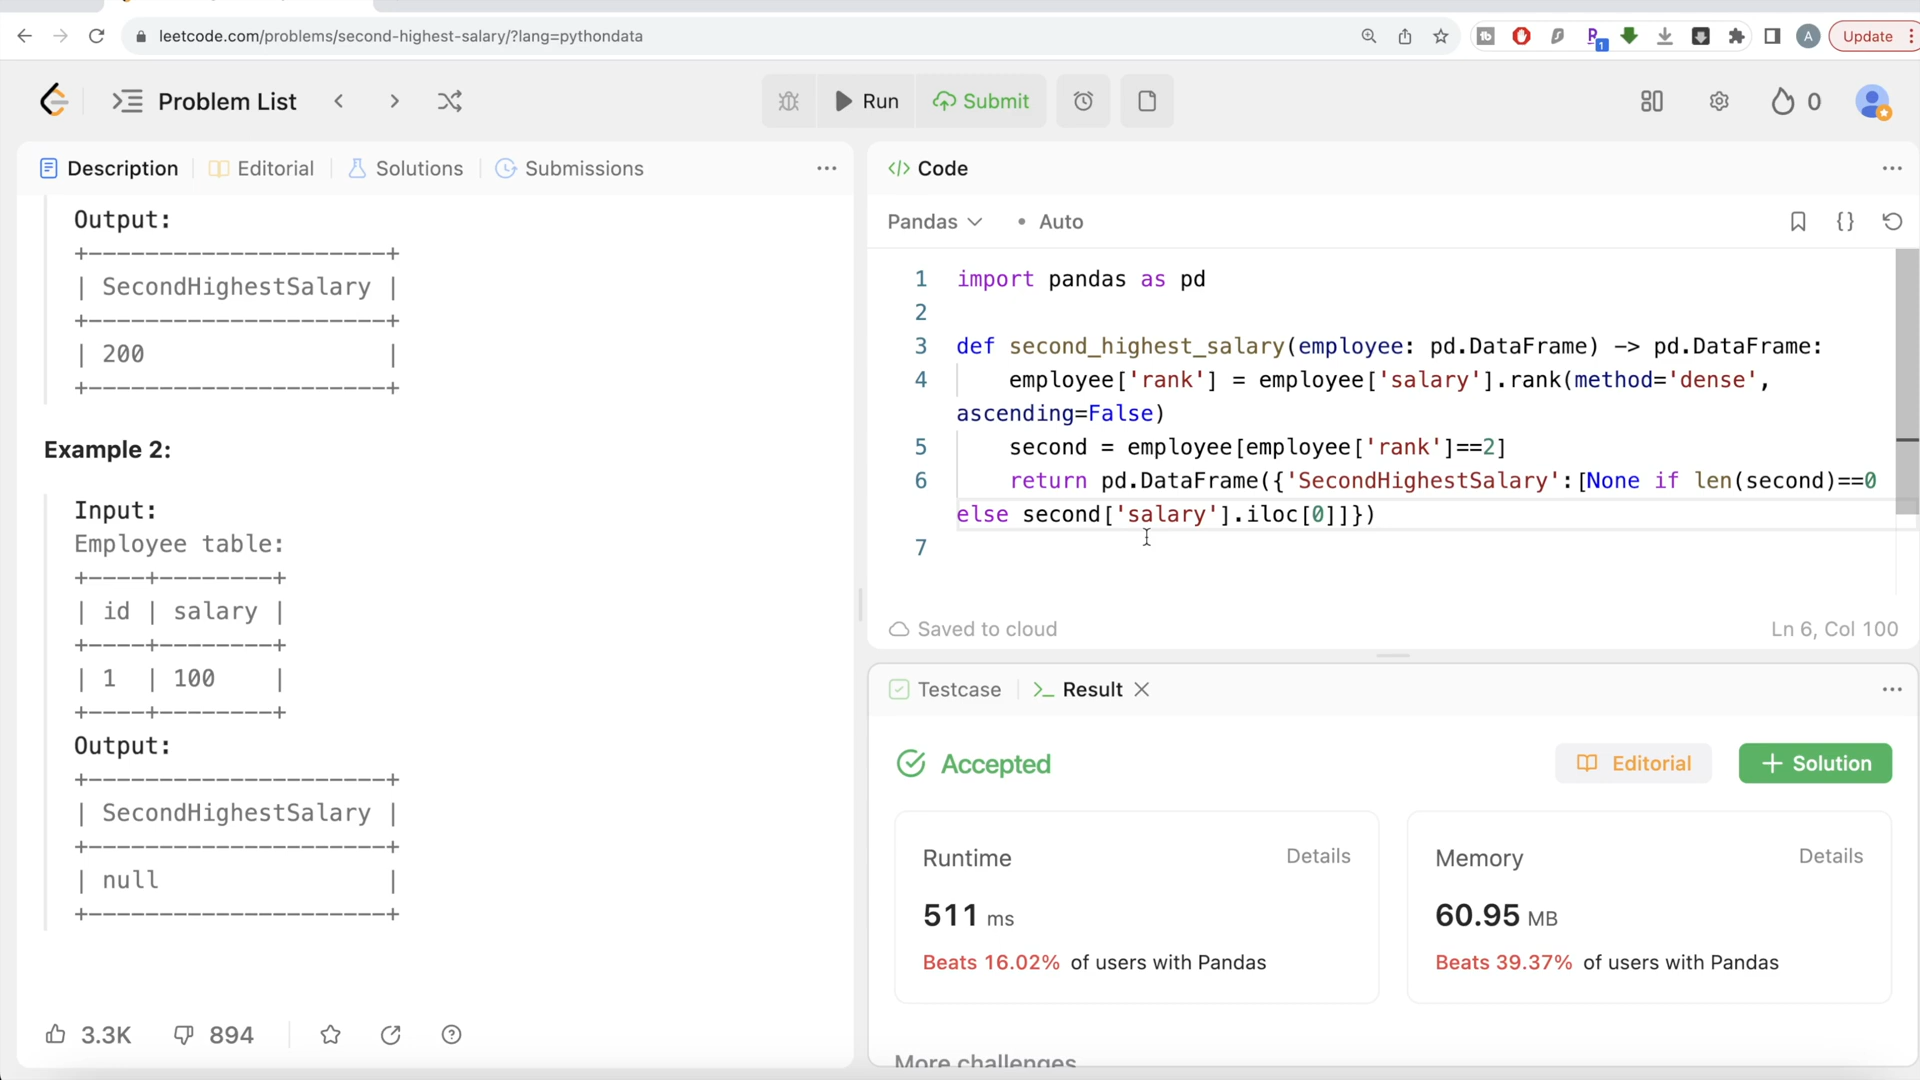 leetcode.com/problems/second-highest-salary/?lang=pythondata
1
A
Update
Problem List
Run
Submit
0
Description
Editorial
Solutions
Submissions
Output:
+---------------------+
| SecondHighestSalary |
+---------------------+
| 200                 |
+---------------------+
Example 2:
Input:
Employee table:
+----+--------+
| id | salary |
+----+--------+
| 1  | 100    |
+----+--------+
Output:
+---------------------+
| SecondHighestSalary |
+---------------------+
| null                |
+---------------------+
3.3K
894
</> Code
Pandas
• Auto
{}
1 import pandas as pd
2
3 def second_highest_salary(employee: pd.DataFrame) -> pd.DataFrame:
4     employee['rank'] = employee['salary'].rank(method='dense',
ascending=False)
5     second = employee[employee['rank']==2]
6     return pd.DataFrame({'SecondHighestSalary':[None if len(second)==0
else second['salary'].iloc[0]]})
7
Saved to cloud
Ln 6, Col 100
Testcase
>_ Result
Accepted
Editorial
+ Solution
Runtime
Details
511 ms
Beats 16.02% of users with Pandas
Memory
Details
60.95 MB
Beats 39.37% of users with Pandas
More challenges